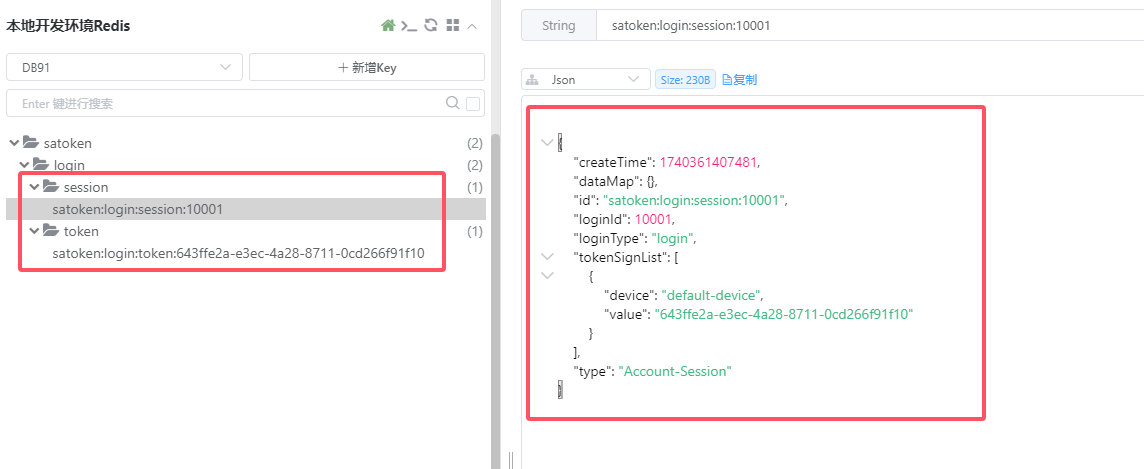 本地开发环境Redis
DB91
新增Key
Enter 键进行搜索
satoken (2)
login (2)
session (1)
satoken:login:session:10001
token (1)
satoken:login:token:643ffe2a-e3ec-4a28-8711-0cd266f91f10
String satoken:login:session:10001
Json Size: 230B 复制
{
"createTime": 1740361407481,
"dataMap": {},
"id": "satoken:login:session:10001",
"loginId": 10001,
"loginType": "login",
"tokenSignList": [
{
"device": "default-device",
"value": "643ffe2a-e3ec-4a28-8711-0cd266f91f10"
}
],
"type": "Account-Session"
}